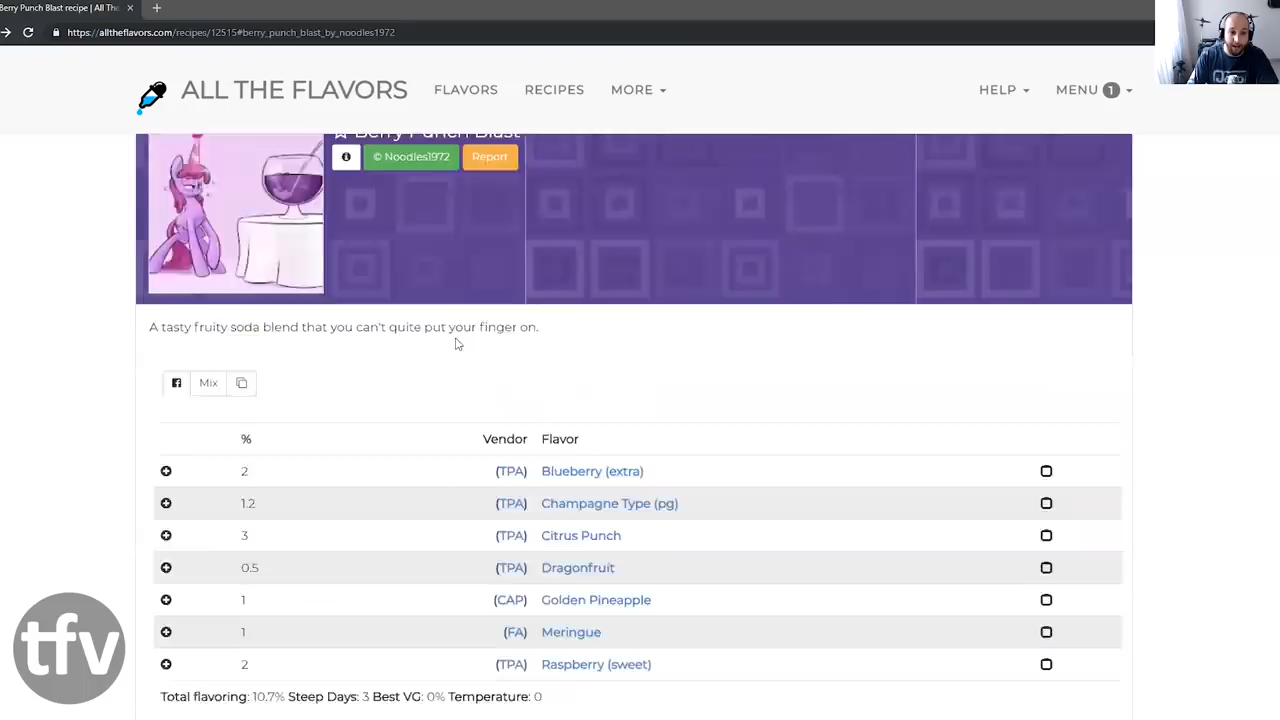 Berry Punch Blast recipe | All The
https://alltheflavors.com/recipes/12515#berry_punch_blast_by_noodles1972
ALL THE FLAVORS FLAVORS RECIPES MORE HELP MENU 1
Berry Punch Blast
© Noodles1972 Report
A tasty fruity soda blend that you can't quite put your finger on.
Mix
% Vendor Flavor
2 (TPA) Blueberry (extra)
1.2 (TPA) Champagne Type (pg)
3 (TPA) Citrus Punch
0.5 (TPA) Dragonfruit
1 (CAP) Golden Pineapple
1 (FA) Meringue
2 (TPA) Raspberry (sweet)
Total flavoring: 10.7% Steep Days: 3 Best VG: 0% Temperature: 0
tfv